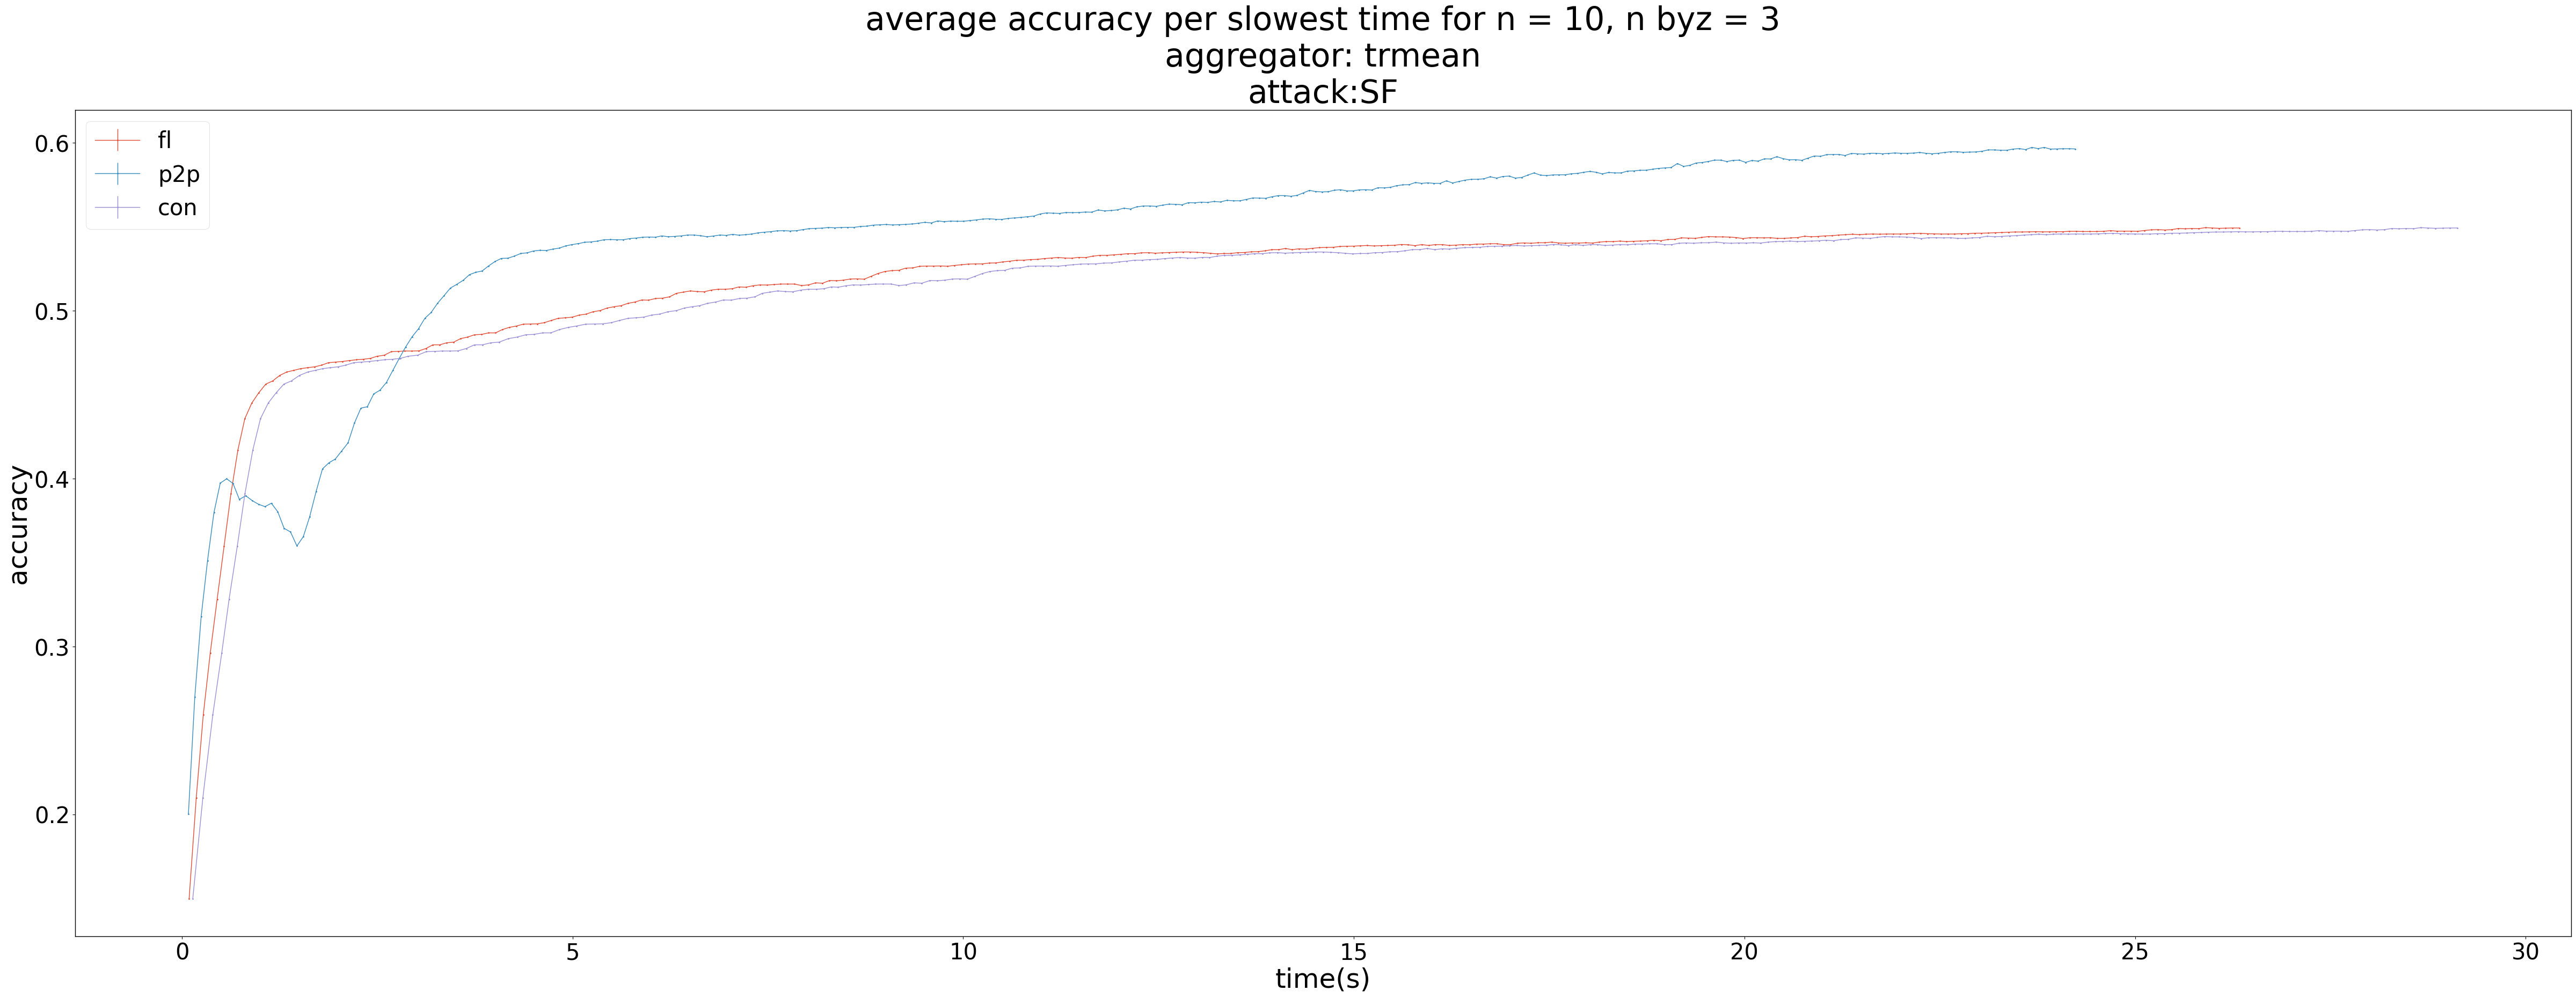 average accuracy per slowest time for n = 10, n byz = 3
aggregator: trmean
attack:SF
fl
p2p
con
0.6
0.5
0.4
0.3
0.2
accuracy
0
5
10
15
20
25
30
time(s)